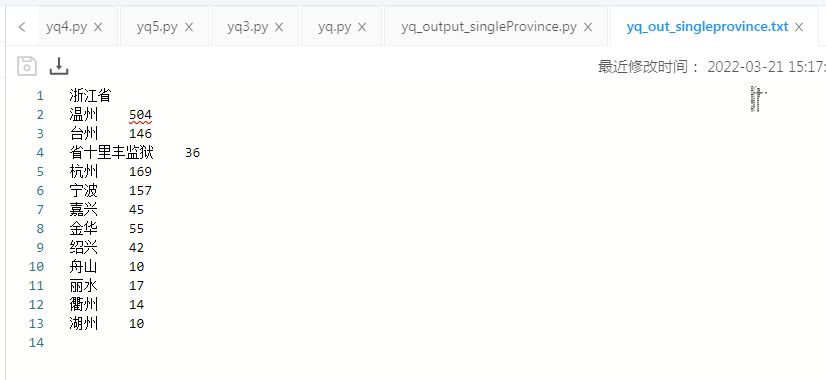 yq4.py × yq5.py × yq3.py × yq.py × yq_output_singleProvince.py × yq_out_singleprovince.txt ×
最近修改时间： 2022-03-21 15:17:
1 浙江省
2 温州 504
3 台州 146
4 省十里丰监狱 36
5 杭州 169
6 宁波 157
7 嘉兴 45
8 金华 55
9 绍兴 42
10 舟山 10
11 丽水 17
12 衢州 14
13 湖州 10
14